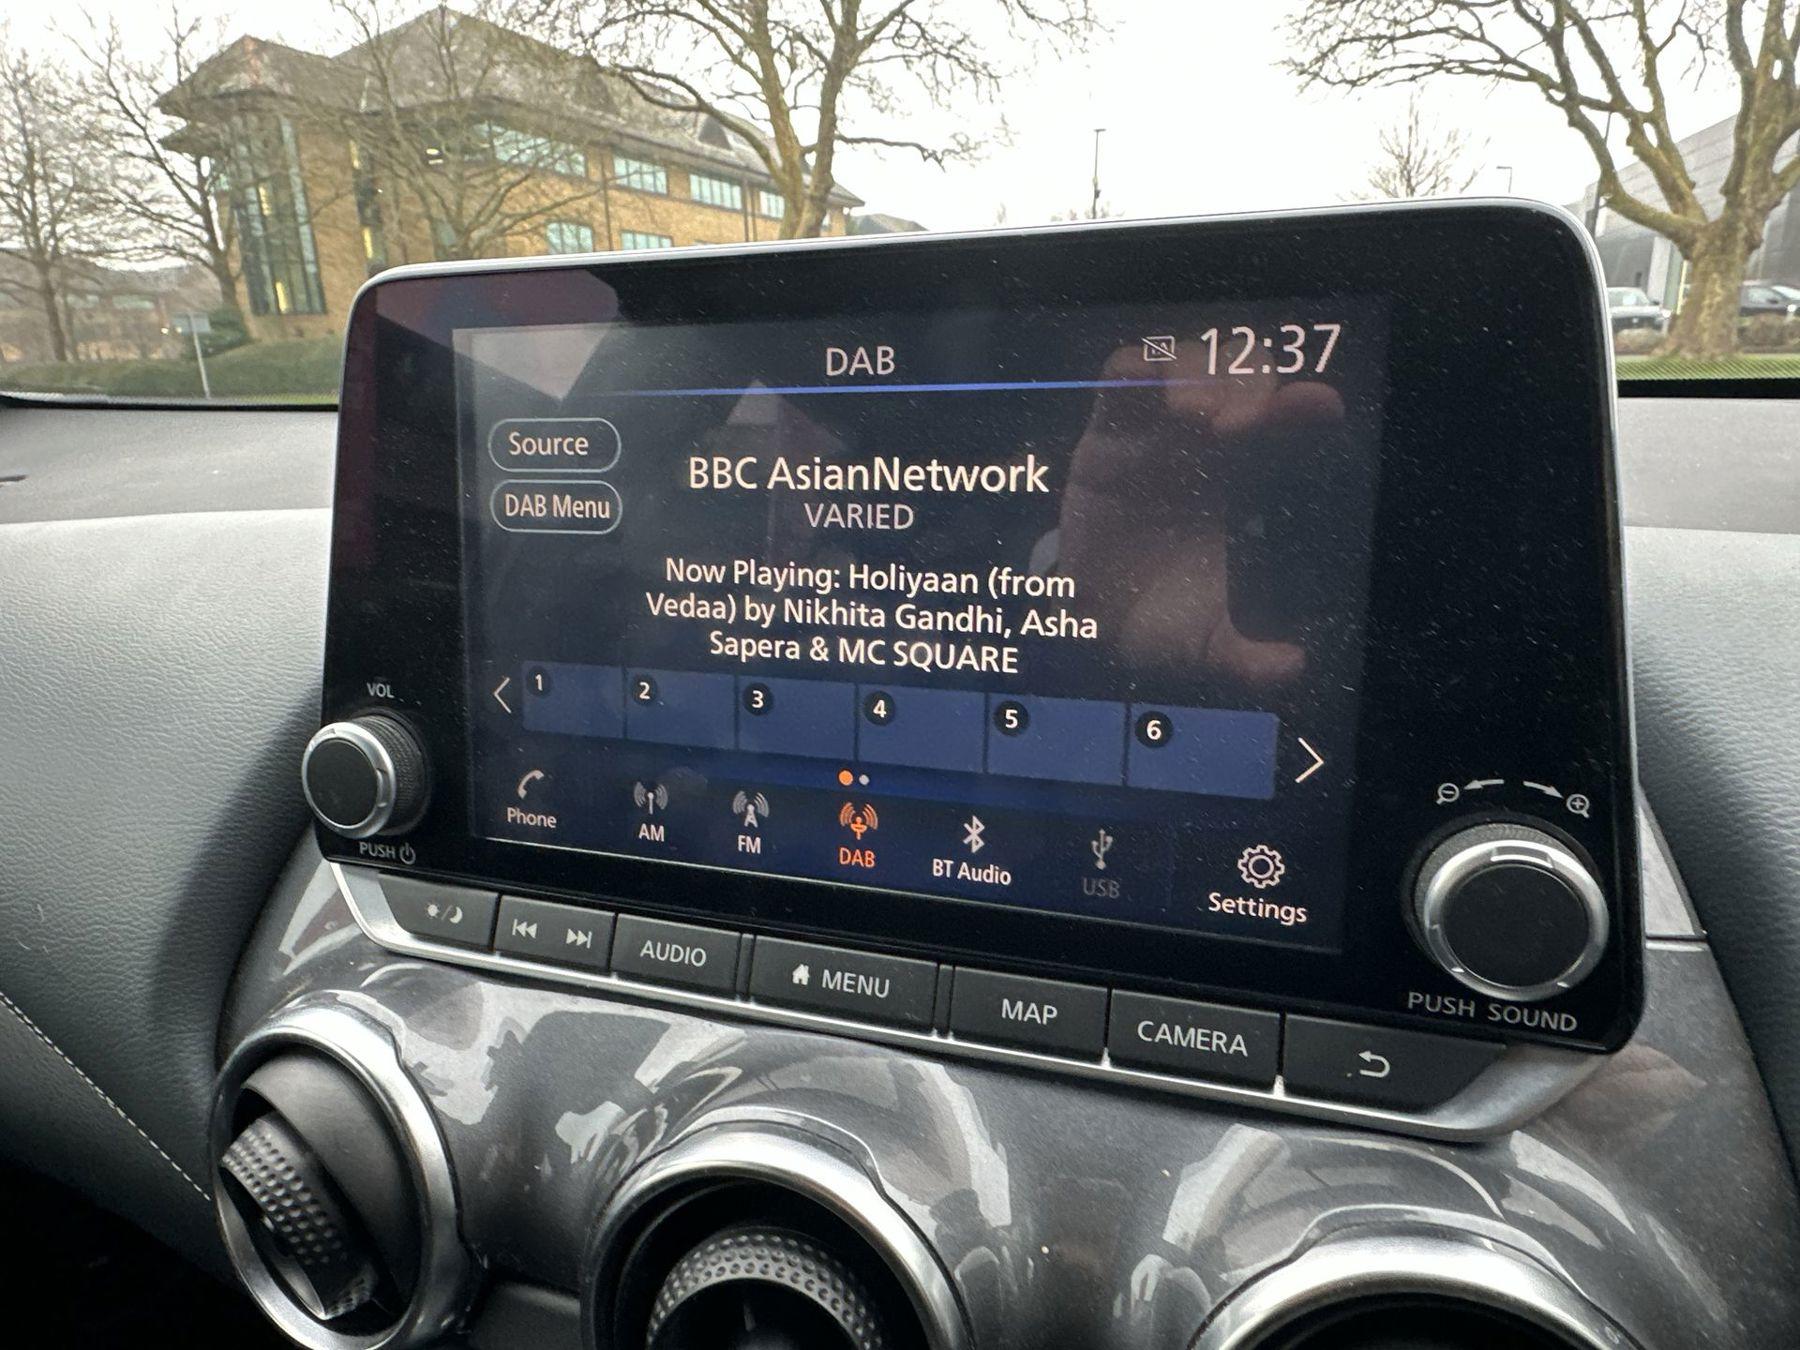 DAB
12:37
Source
DAB Menu
BBC AsianNetwork
VARIED
Now Playing: Holiyaan (from
Vedaa) by Nikhita Gandhi, Asha
Sapera & MC SQUARE
1 2 3 4 5 6
Phone AM FM DAB BT Audio USB Settings
VOL
PUSH
PUSH SOUND
AUDIO MENU MAP CAMERA